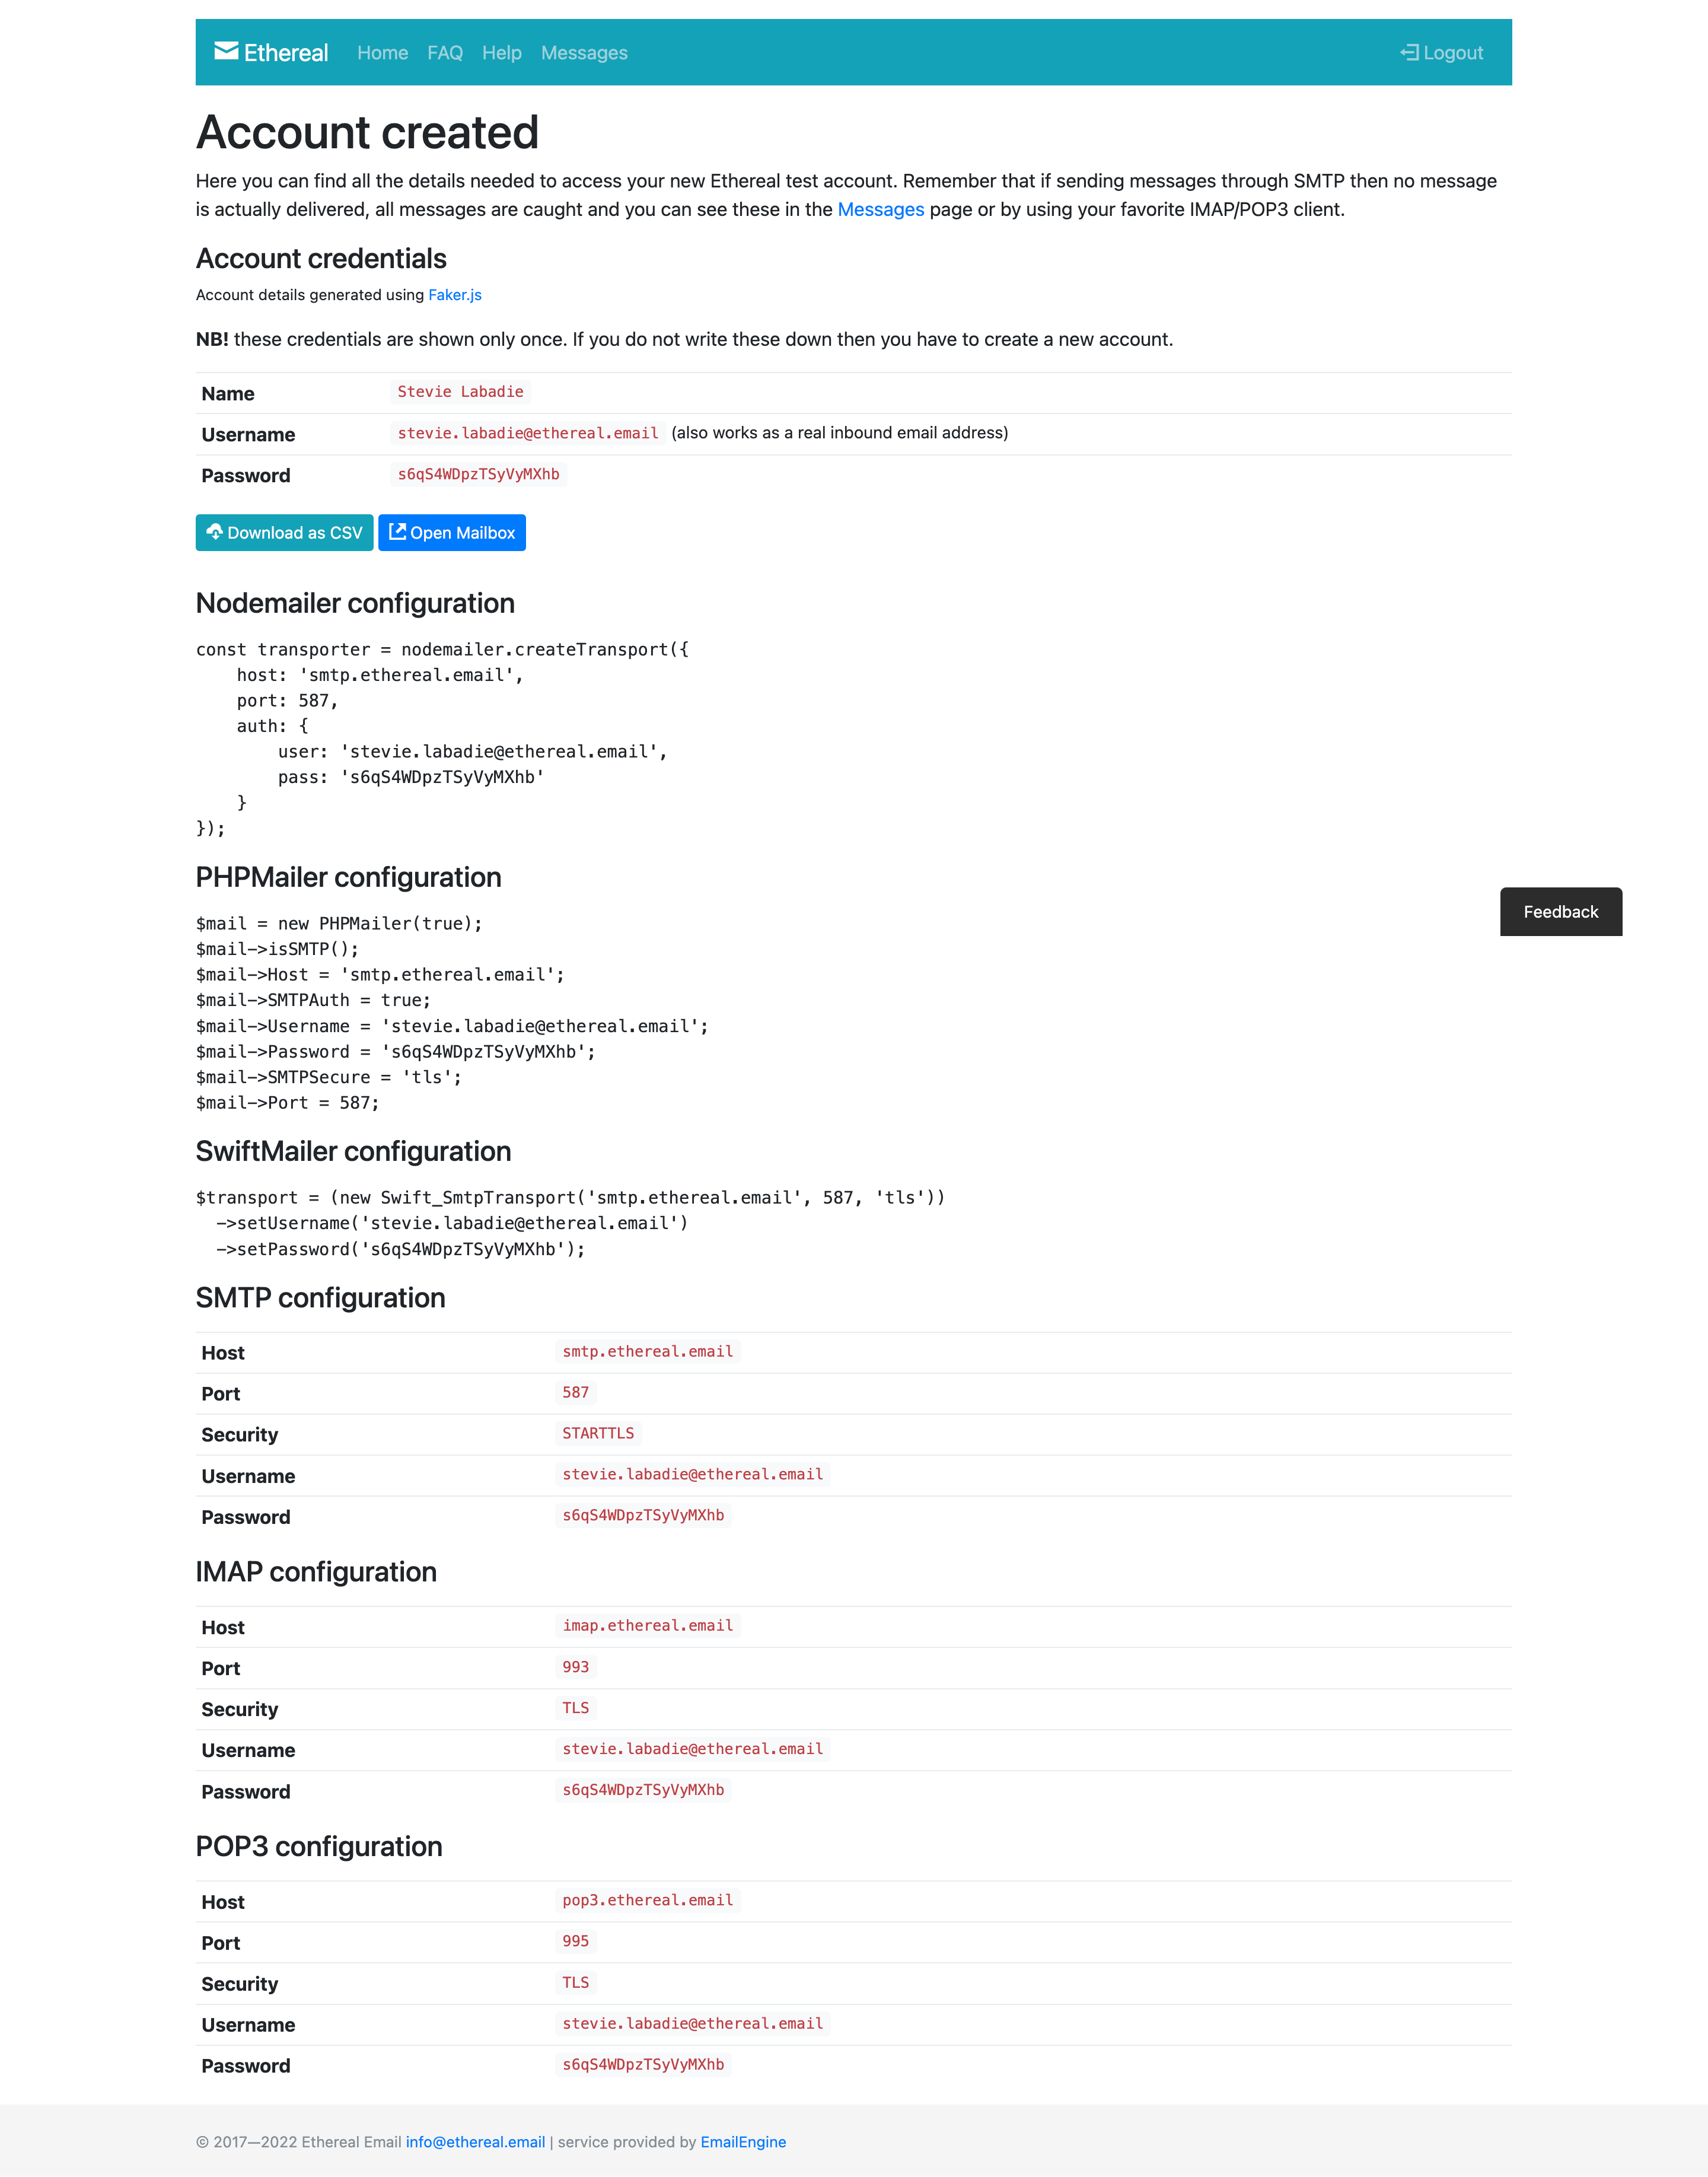 Ethereal Home FAQ Help Messages Logout
Account created
Here you can find all the details needed to access your new Ethereal test account. Remember that if sending messages through SMTP then no message
is actually delivered, all messages are caught and you can see these in the Messages page or by using your favorite IMAP/POP3 client.
Account credentials
Account details generated using Faker.js
NB! these credentials are shown only once. If you do not write these down then you have to create a new account.
Name Stevie Labadie
Username stevie.labadie@ethereal.email (also works as a real inbound email address)
Password s6qS4WDpzTSyVyMXhb
Download as CSV Open Mailbox
Nodemailer configuration
const transporter = nodemailer.createTransport({
    host: 'smtp.ethereal.email',
    port: 587,
    auth: {
        user: 'stevie.labadie@ethereal.email',
        pass: 's6qS4WDpzTSyVyMXhb'
    }
});
PHPMailer configuration
$mail = new PHPMailer(true);
$mail->isSMTP();
$mail->Host = 'smtp.ethereal.email';
$mail->SMTPAuth = true;
$mail->Username = 'stevie.labadie@ethereal.email';
$mail->Password = 's6qS4WDpzTSyVyMXhb';
$mail->SMTPSecure = 'tls';
$mail->Port = 587;
Feedback
SwiftMailer configuration
$transport = (new Swift_SmtpTransport('smtp.ethereal.email', 587, 'tls'))
  ->setUsername('stevie.labadie@ethereal.email')
  ->setPassword('s6qS4WDpzTSyVyMXhb');
SMTP configuration
Host smtp.ethereal.email
Port 587
Security STARTTLS
Username stevie.labadie@ethereal.email
Password s6qS4WDpzTSyVyMXhb
IMAP configuration
Host imap.ethereal.email
Port 993
Security TLS
Username stevie.labadie@ethereal.email
Password s6qS4WDpzTSyVyMXhb
POP3 configuration
Host pop3.ethereal.email
Port 995
Security TLS
Username stevie.labadie@ethereal.email
Password s6qS4WDpzTSyVyMXhb
© 2017—2022 Ethereal Email info@ethereal.email | service provided by EmailEngine